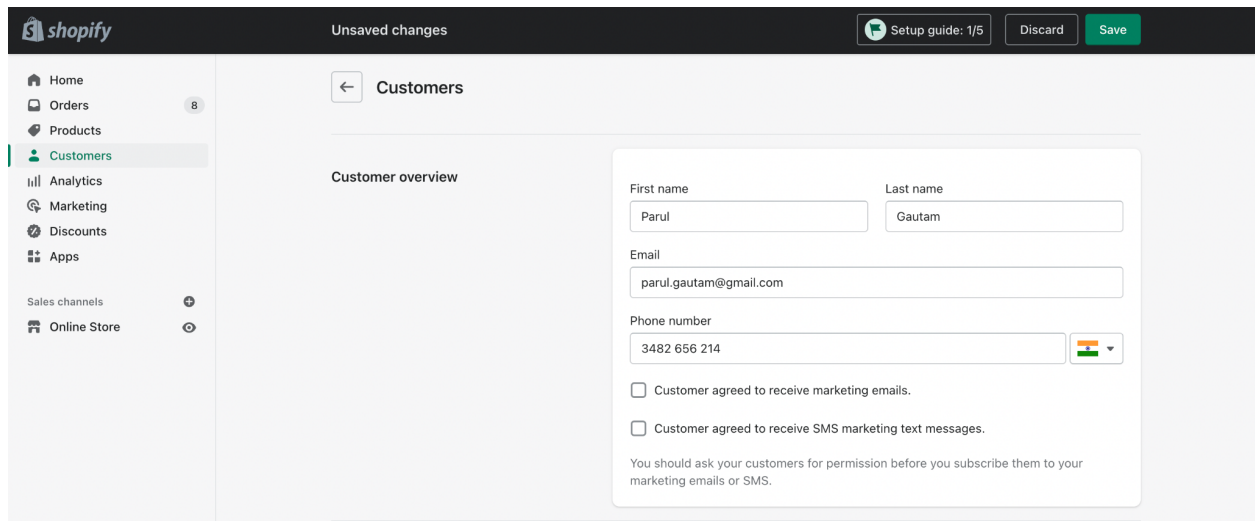 shopify
Unsaved changes
Setup guide: 1/5
Discard
Save
Home
Orders
8
Products
Customers
Analytics
Marketing
Discounts
Apps
Sales channels
Online Store
Customers
Customer overview
First name
Last name
Parul
Gautam
Email
parul.gautam@gmail.com
Phone number
3482 656 214
Customer agreed to receive marketing emails.
Customer agreed to receive SMS marketing text messages.
You should ask your customers for permission before you subscribe them to your
marketing emails or SMS.